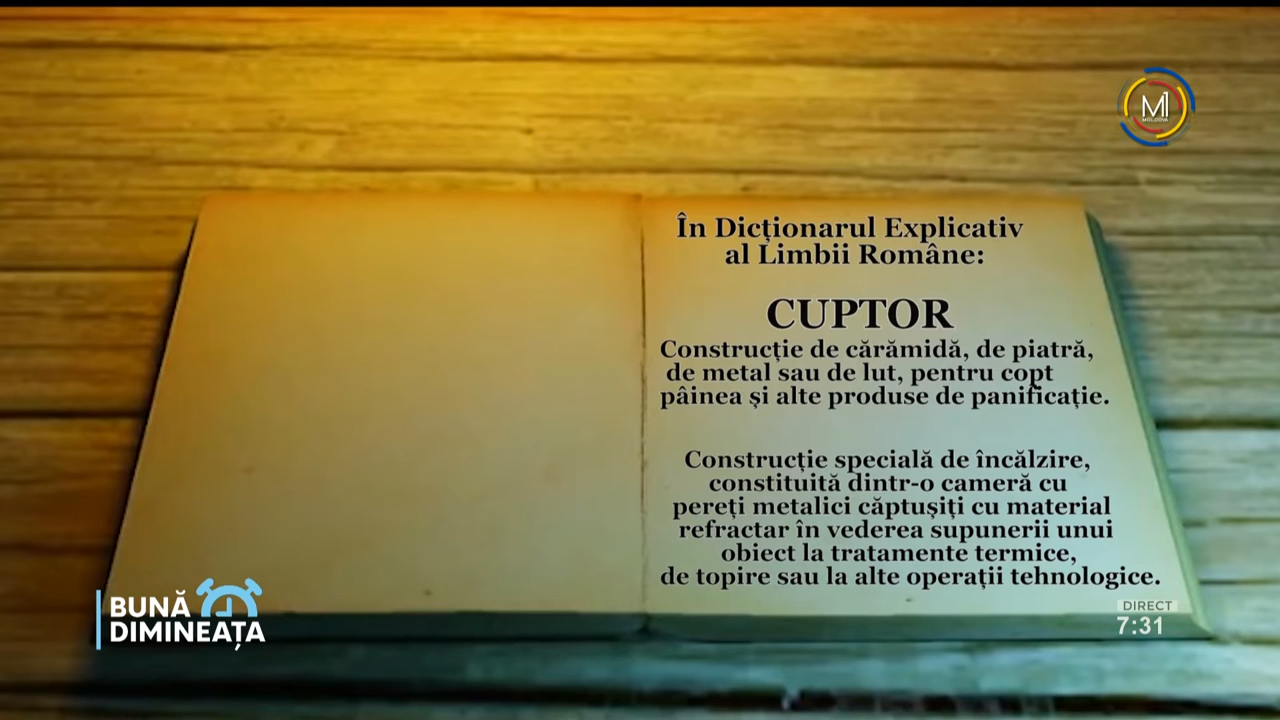 M1
MOLDOVA
În Dicționarul Explicativ
al Limbii Române:
CUPTOR
Construcție de cărămidă, de piatră,
de metal sau de lut, pentru copt
pâinea și alte produse de panificație.
Construcție specială de încălzire,
constituită dintr-o cameră cu
pereți metalici căptușiți cu material
refractar în vederea supunerii unui
obiect la tratamente termice,
de topire sau la alte operații tehnologice.
BUNĂ
DIMINEAȚA
DIRECT
7:31